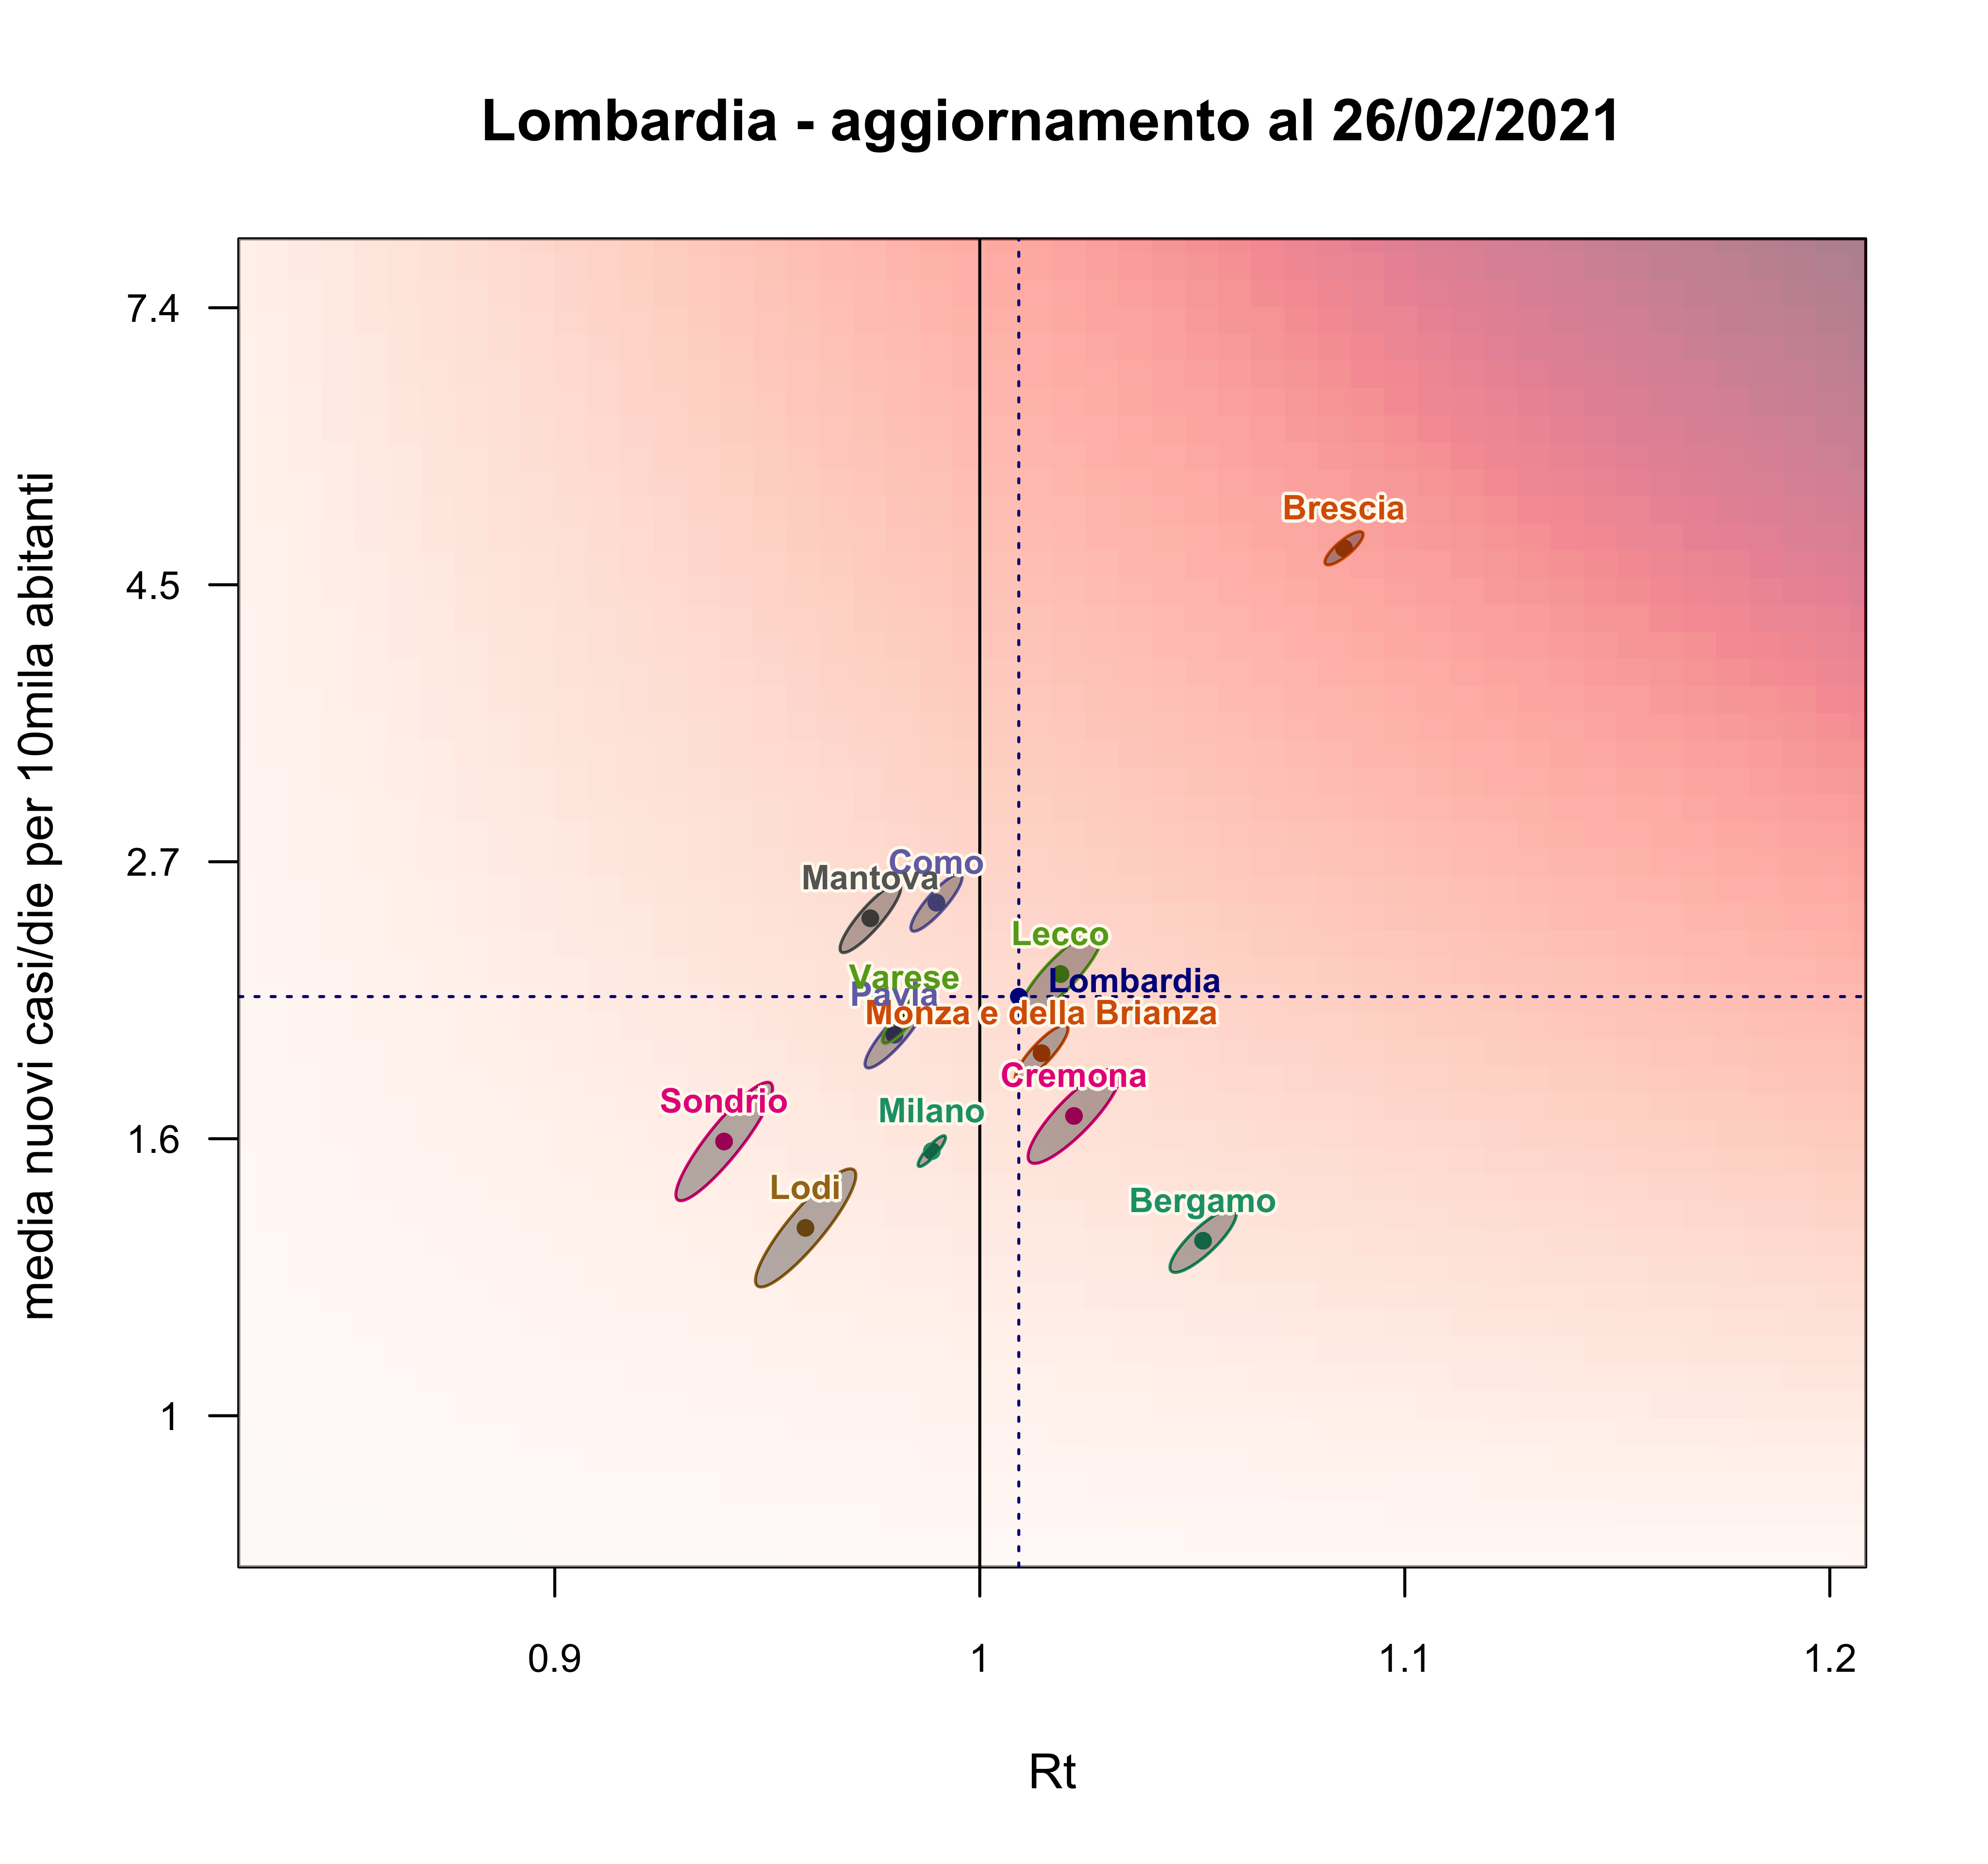 Lombardia - aggiornamento al 26/02/2021
media nuovi casi/die per 10mila abitanti
7.4
4.5
2.7
1.6
1
Brescia
Como
Mantova
Lecco
Varese
Lombardia
Pavia
Monza e della Brianza
Cremona
Sondrio
Milano
Lodi
Bergamo
0.9
1
1.1
1.2
Rt